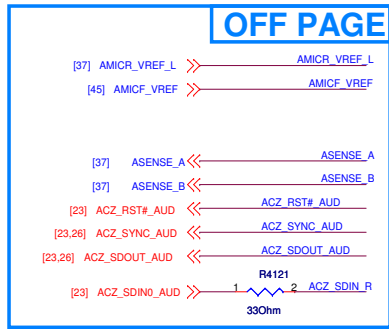 OFF PAGE
[37] AMICR_VREF_L AMICR_VREF_L
[45] AMICF_VREF AMICF_VREF
[37] ASENSE_A ASENSE_A
[37] ASENSE_B ASENSE_B
[23] ACZ_RST#_AUD ACZ_RST#_AUD
[23,26] ACZ_SYNC_AUD ACZ_SYNC_AUD
[23,26] ACZ_SDOUT_AUD ACZ_SDOUT_AUD
R4121
[23] ACZ_SDIN0_AUD 1 2 ACZ_SDIN_R
33Ohm